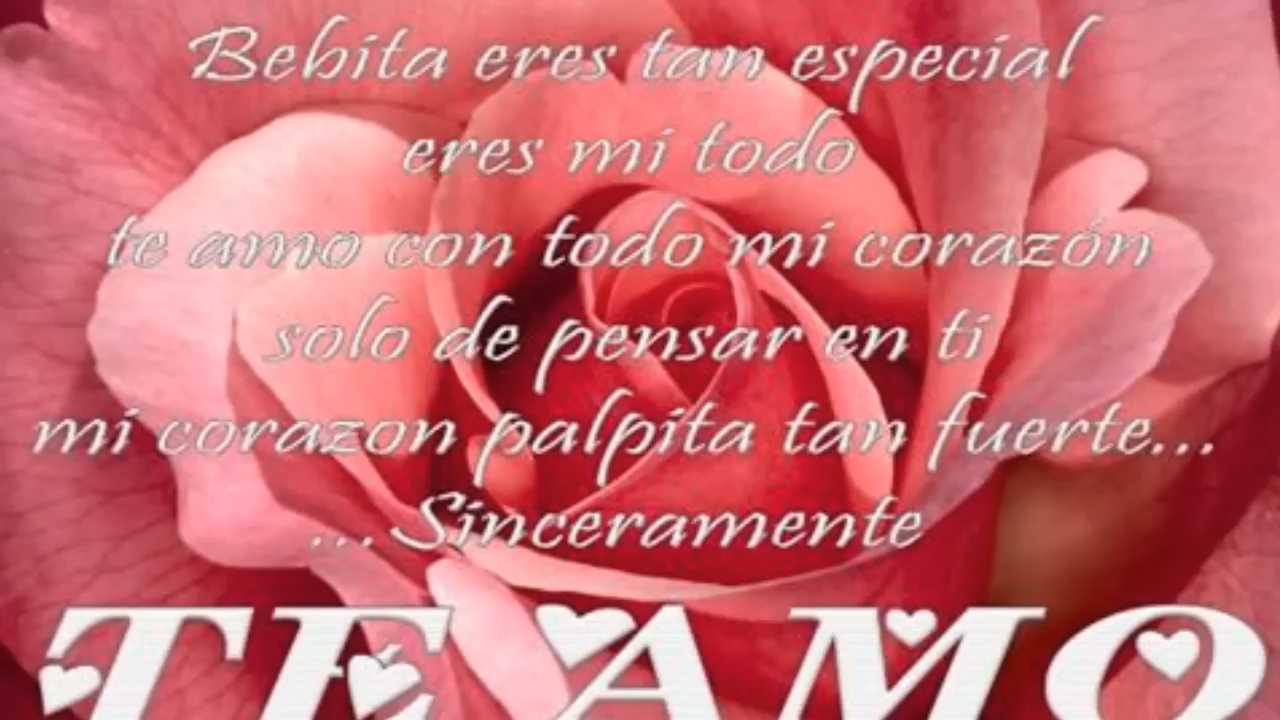 Bebita eres tan especial
eres mi todo
te amo con todo mi corazón
solo de pensar en ti
mi corazon palpita tan fuerte...
...Sinceramente
TE AMO